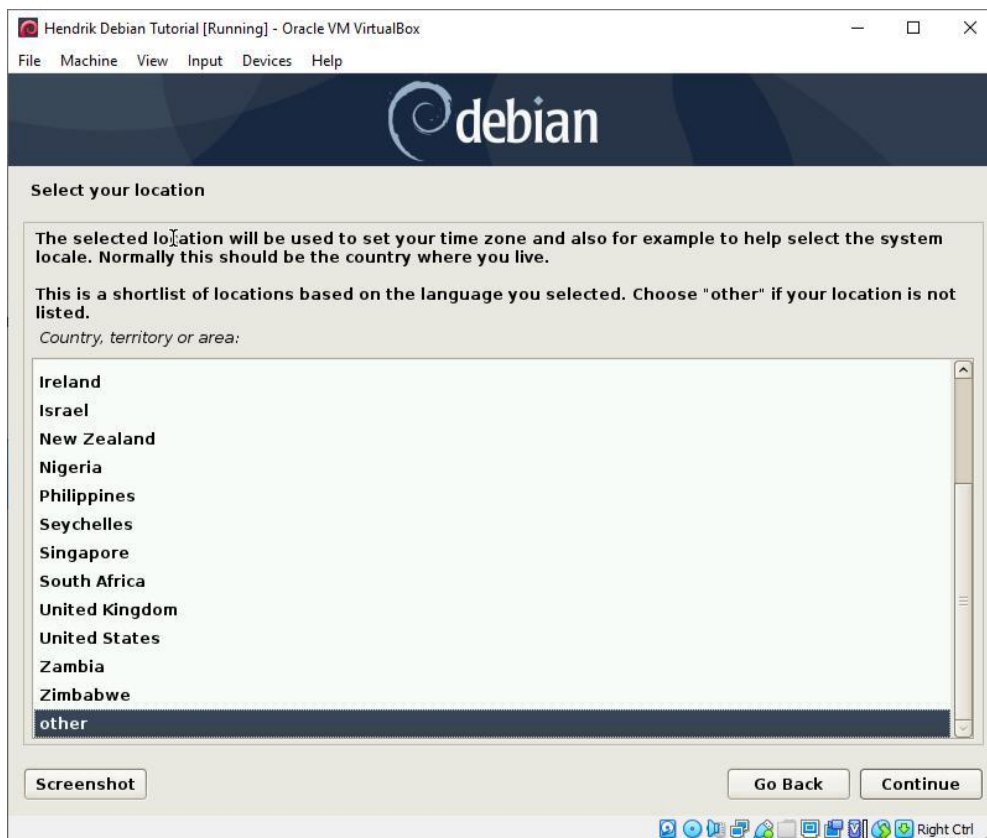 Hendrik Debian Tutorial [Running] - Oracle VM VirtualBox
File Machine View Input Devices Help
debian
Select your location
The selected location will be used to set your time zone and also for example to help select the system
locale. Normally this should be the country where you live.
This is a shortlist of locations based on the language you selected. Choose "other" if your location is not
listed.
Country, territory or area:
Ireland
Israel
New Zealand
Nigeria
Philippines
Seychelles
Singapore
South Africa
United Kingdom
United States
Zambia
Zimbabwe
other
Screenshot Go Back Continue
Right Ctrl